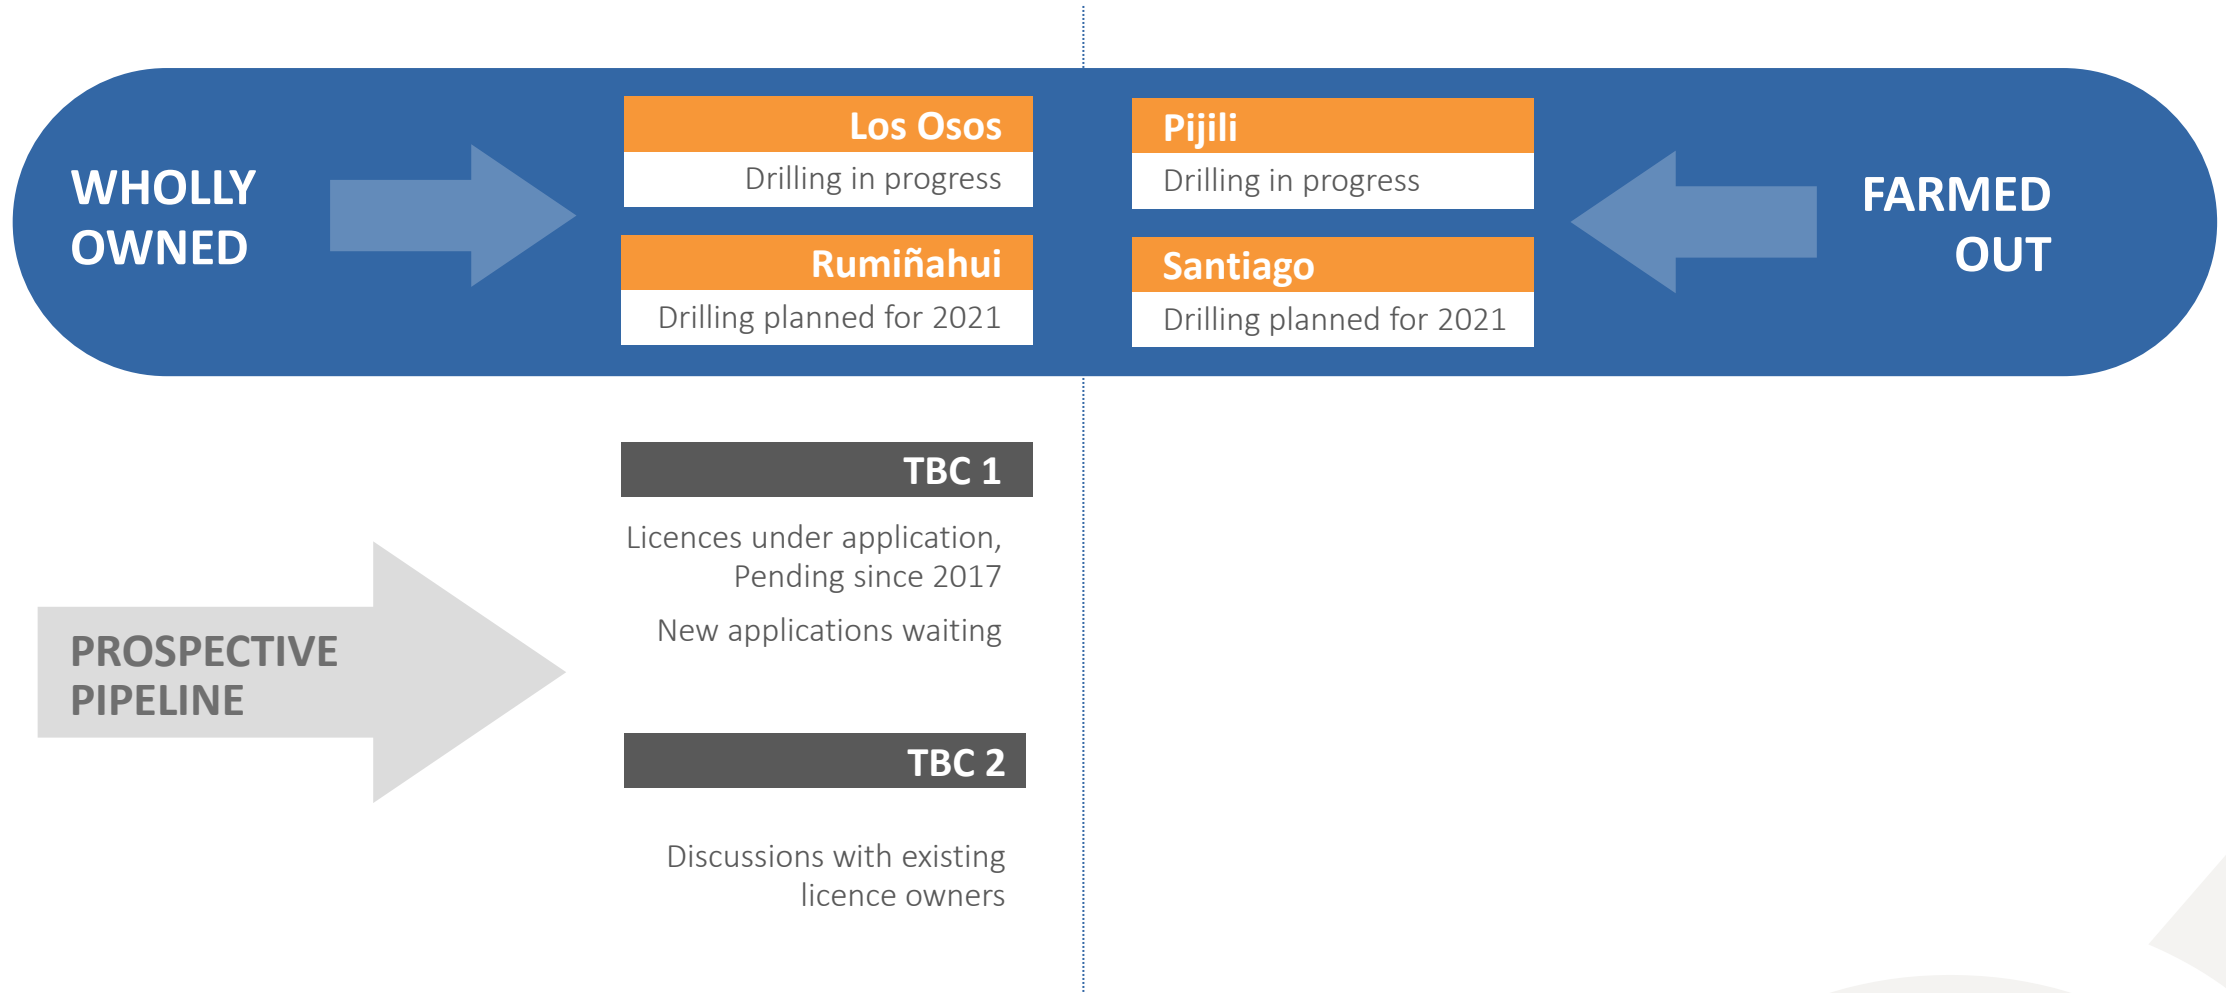 WHOLLY
OWNED
Los Osos
Drilling in progress
Rumiñahui
Drilling planned for 2021
Pijili
Drilling in progress
Santiago
Drilling planned for 2021
FARMED
OUT
PROSPECTIVE
PIPELINE
TBC 1
Licences under application,
Pending since 2017
New applications waiting
TBC 2
Discussions with existing
licence owners